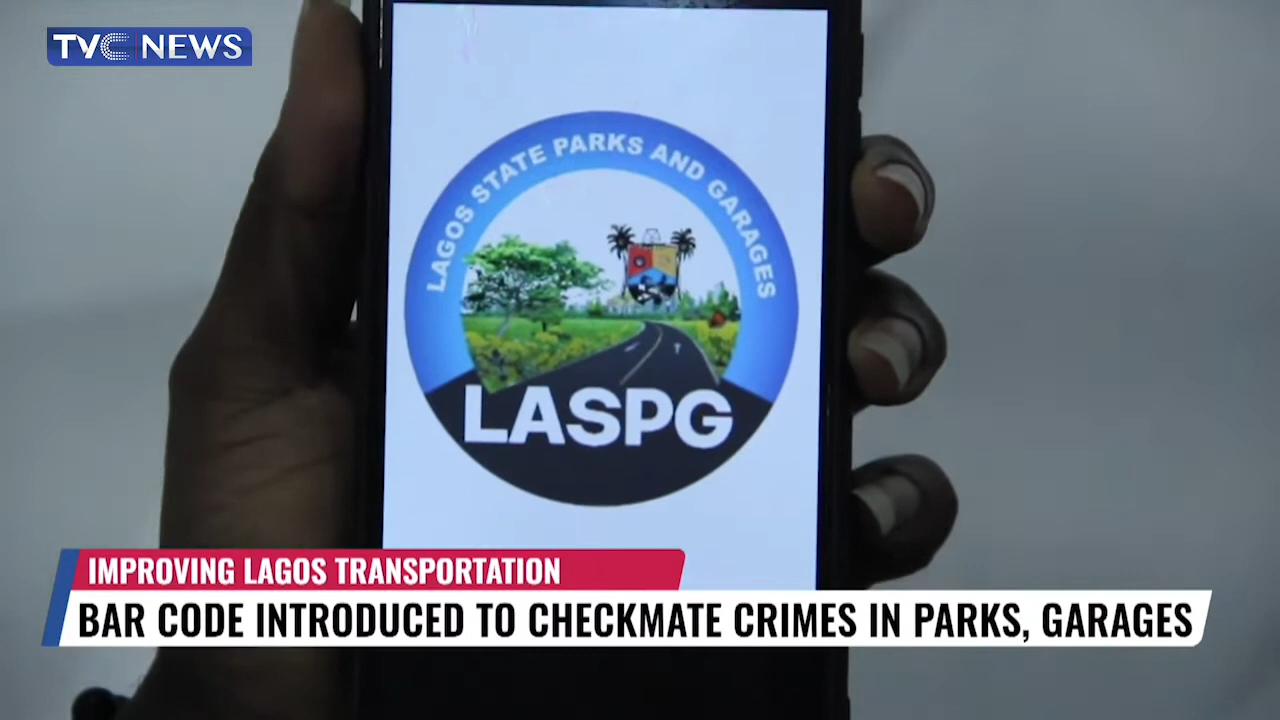 TVC NEWS
LAGOS STATE PARKS AND GARAGES
LASPG
IMPROVING LAGOS TRANSPORTATION
BAR CODE INTRODUCED TO CHECKMATE CRIMES IN PARKS, GARAGES